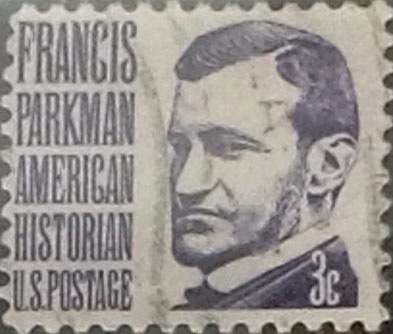 FRANCIS
PARKMAN
AMERICAN
HISTORIAN
U.S.POSTAGE
3c